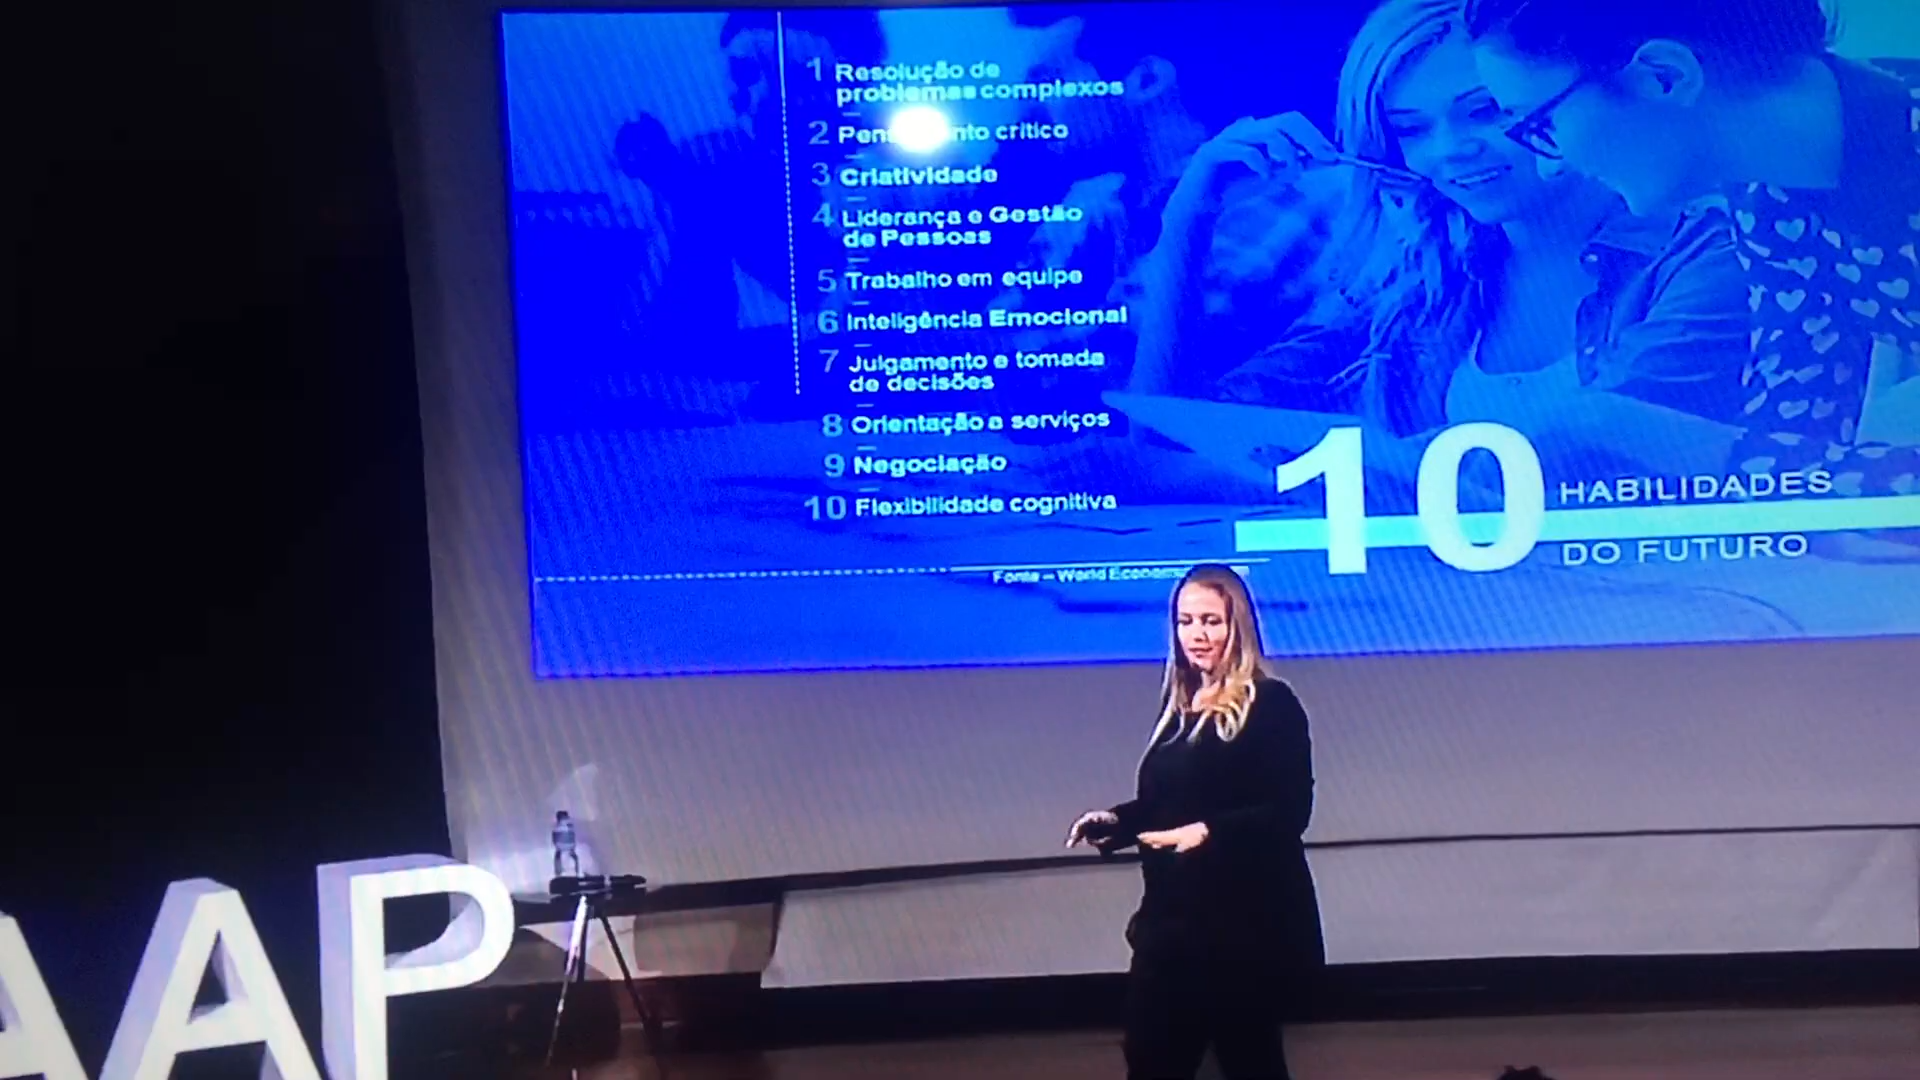 1 Resolução de
problemas complexos
2 crítico
3 Criatividade
4 Liderança e Gestão
de Pessoas
5 Trabalho em equipe
6 Inteligência Emocional
7 Julgamento e tomada
de decisões
8 Orientação a serviços
9 Negociação
10 Flexibilidade cognitiva
10 HABILIDADES
DO FUTURO
Fonte – World
AAP